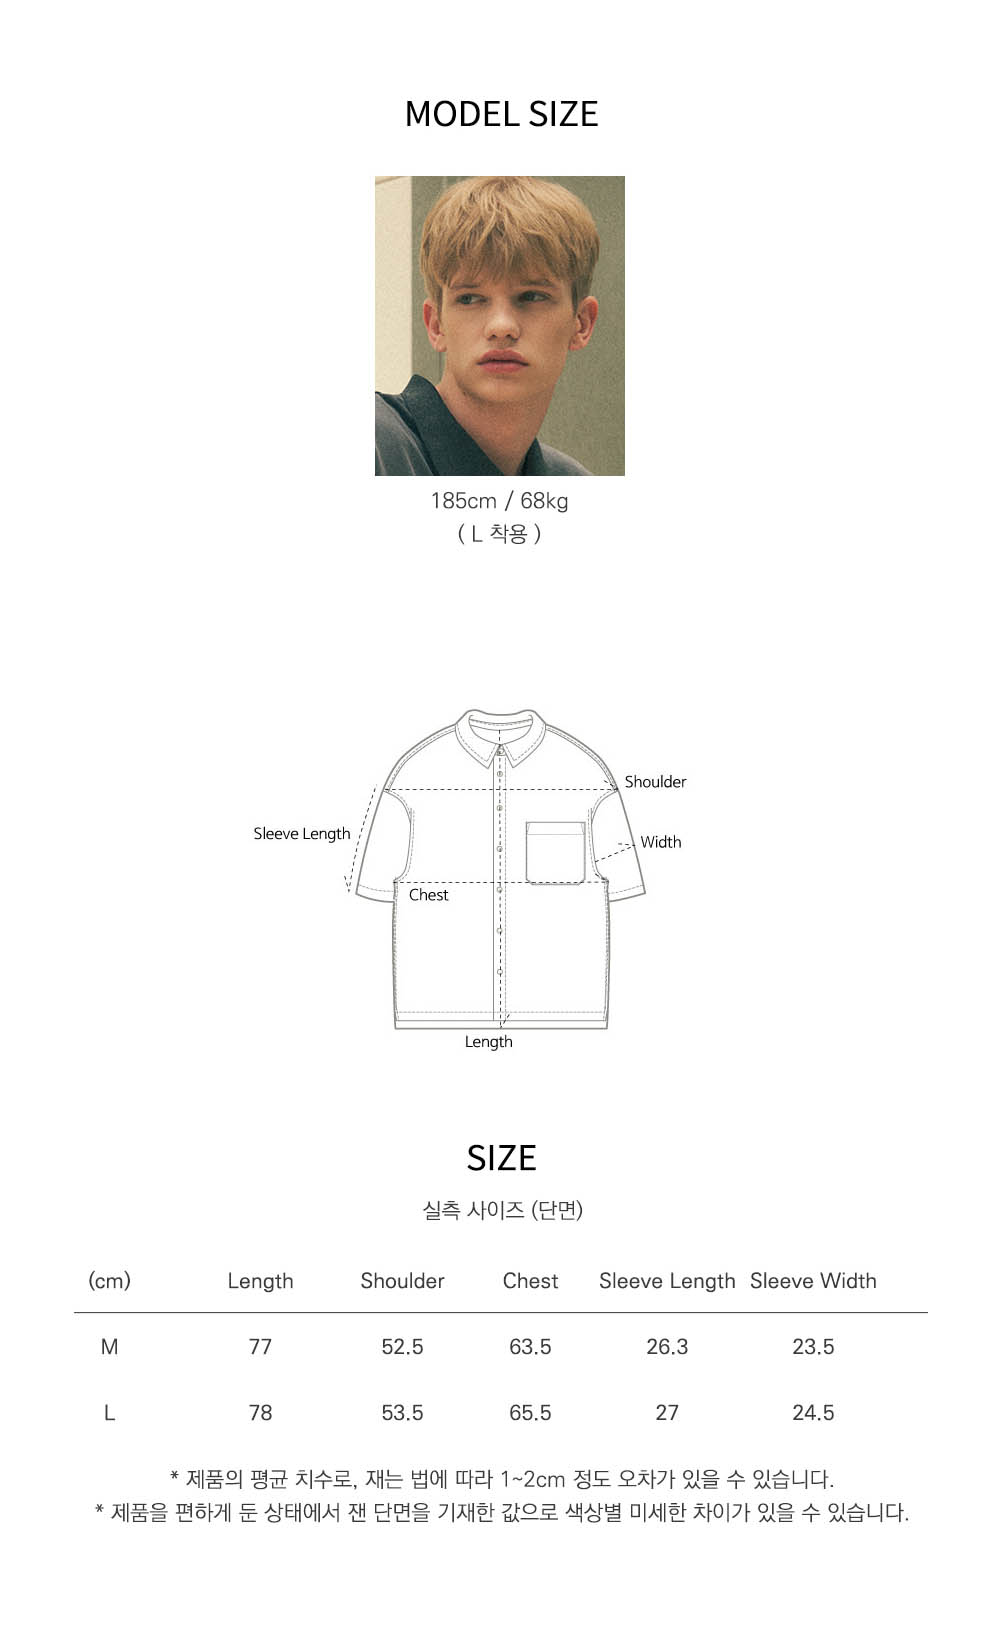 MODEL SIZE
185cm / 68kg
( L 착용 )
Shoulder
Sleeve Length
Width
Chest
Length
SIZE
실측 사이즈 (단면)
(cm) Length Shoulder Chest Sleeve Length Sleeve Width
M 77 52.5 63.5 26.3 23.5
L 78 53.5 65.5 27 24.5
* 제품의 평균 치수로, 재는 법에 따라 1~2cm 정도 오차가 있을 수 있습니다.
* 제품을 편하게 둔 상태에서 잰 단면을 기재한 값으로 색상별 미세한 차이가 있을 수 있습니다.